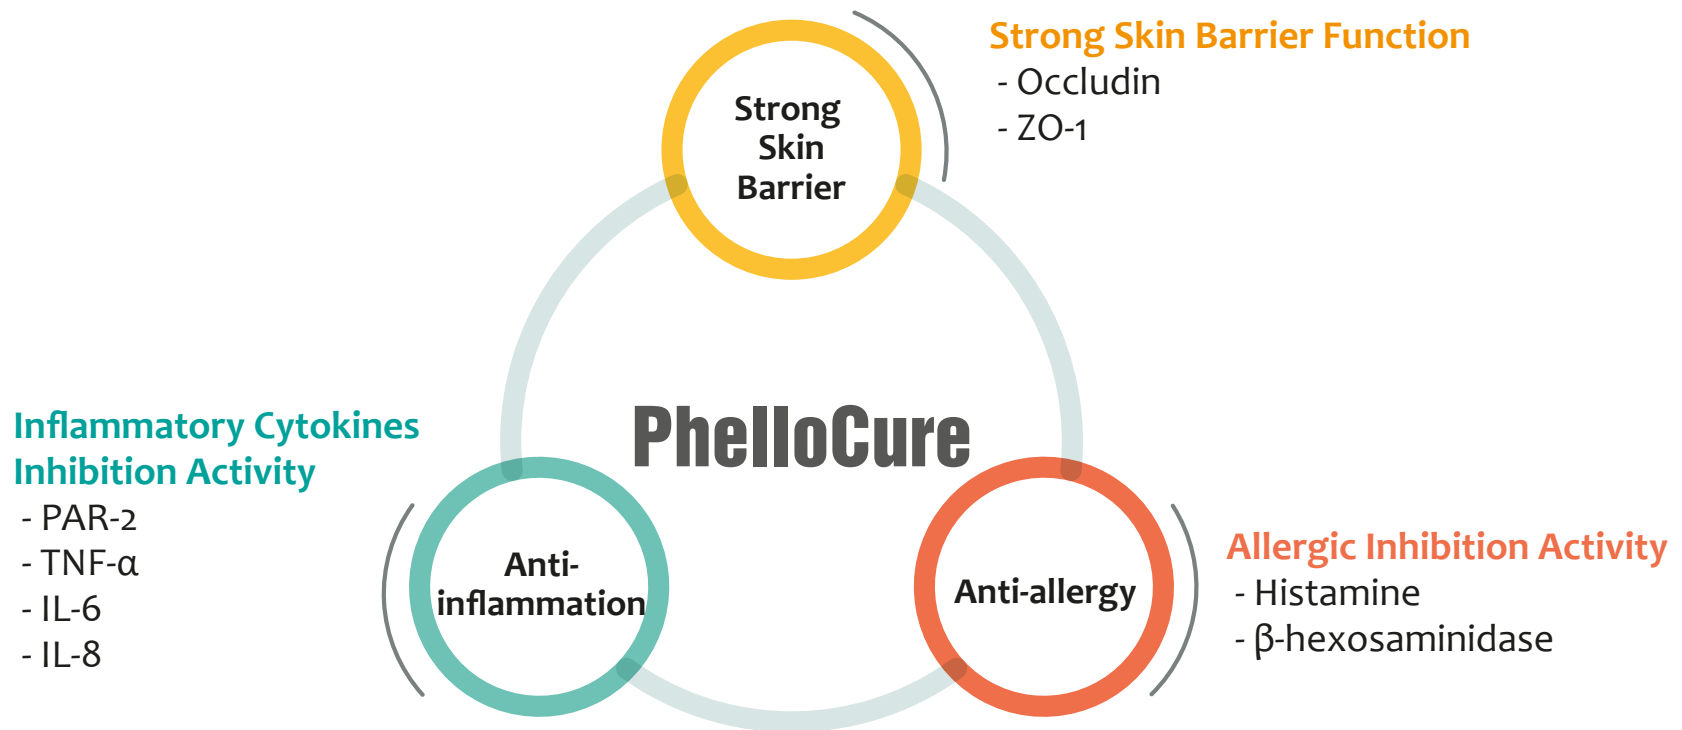 Strong Skin Barrier Function
- Occludin
- ZO-1
Strong
Skin
Barrier
PhelloCure
Inflammatory Cytokines
Inhibition Activity
- PAR-2
- TNF-α
- IL-6
- IL-8
Anti-
inflammation
Anti-allergy
Allergic Inhibition Activity
- Histamine
- β-hexosaminidase